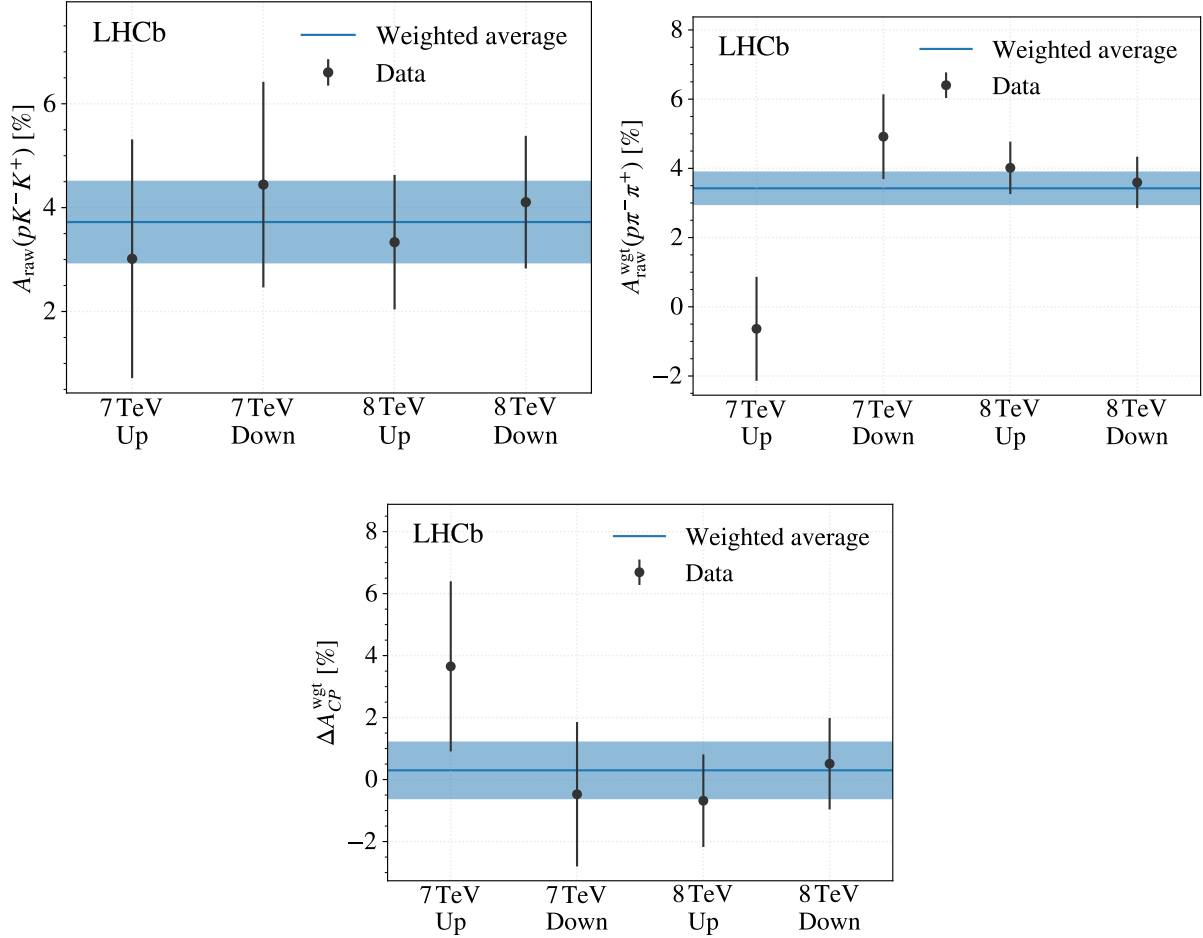 LHCb
Weighted average
Data
A_raw(pK−K+) [%]
6
4
2
7 TeV Up
7 TeV Down
8 TeV Up
8 TeV Down
LHCb
Weighted average
Data
A_raw^wgt(pπ−π+) [%]
8
6
4
2
0
−2
7 TeV Up
7 TeV Down
8 TeV Up
8 TeV Down
LHCb
Weighted average
Data
ΔA_CP^wgt [%]
8
6
4
2
0
−2
7 TeV Up
7 TeV Down
8 TeV Up
8 TeV Down